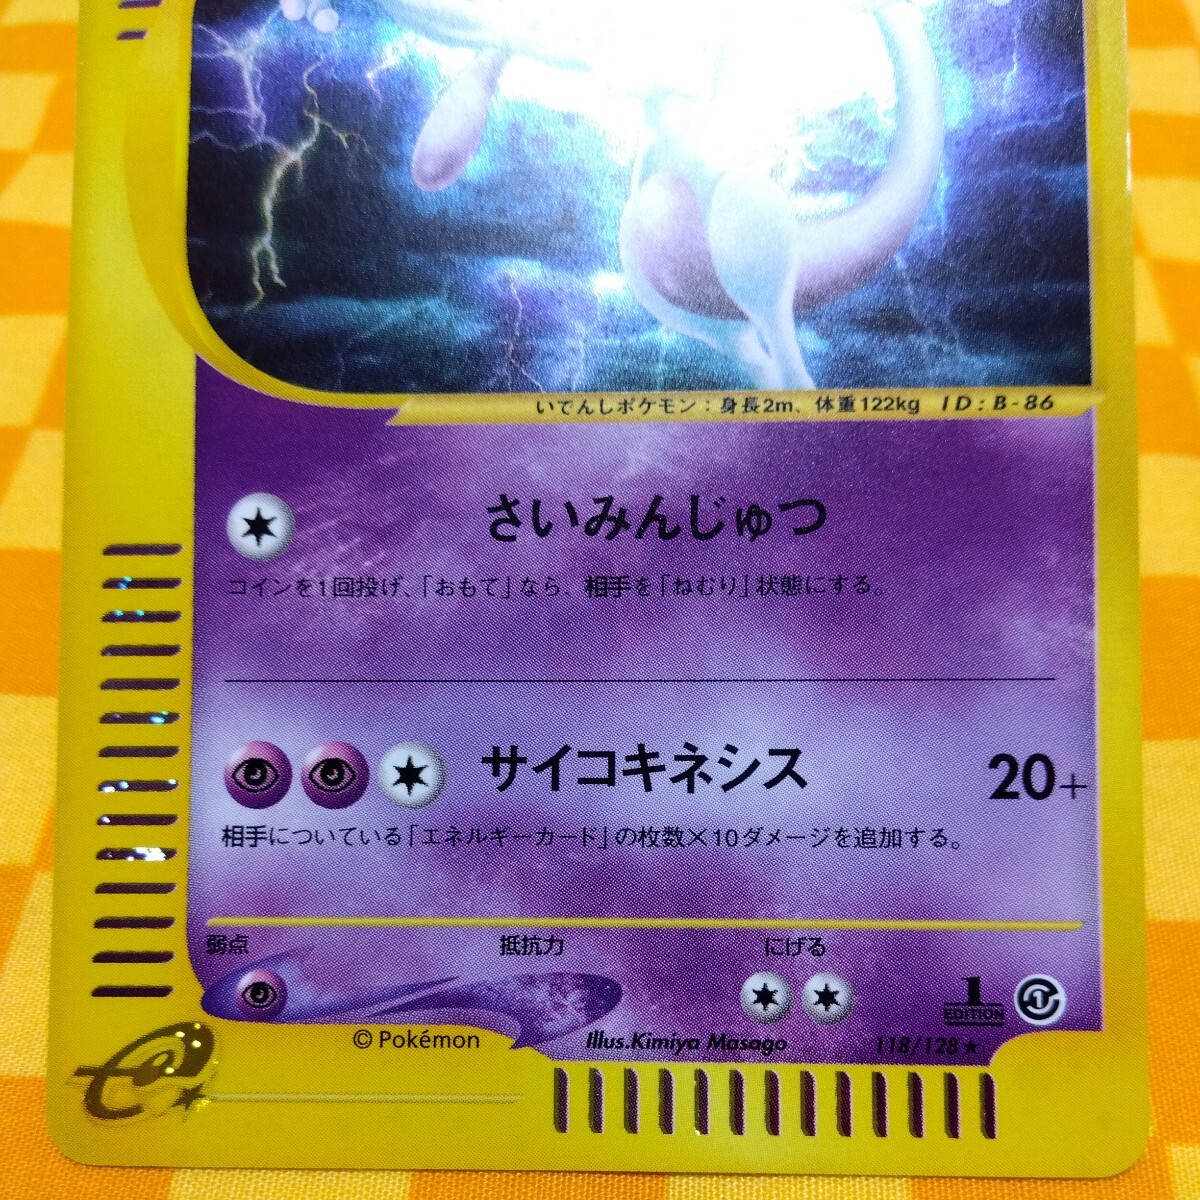 いでんしポケモン：身長2m、体重122kg ID：B-86
さいみんじゅつ
コインを1回投げ、「おもて」なら、相手を「ねむり」状態にする。
サイコキネシス 20+
相手についている「エネルギーカード」の枚数×10ダメージを追加する。
弱点 抵抗力 にげる
1
EDITION
© Pokémon Illus.Kimiya Masago 118/128★